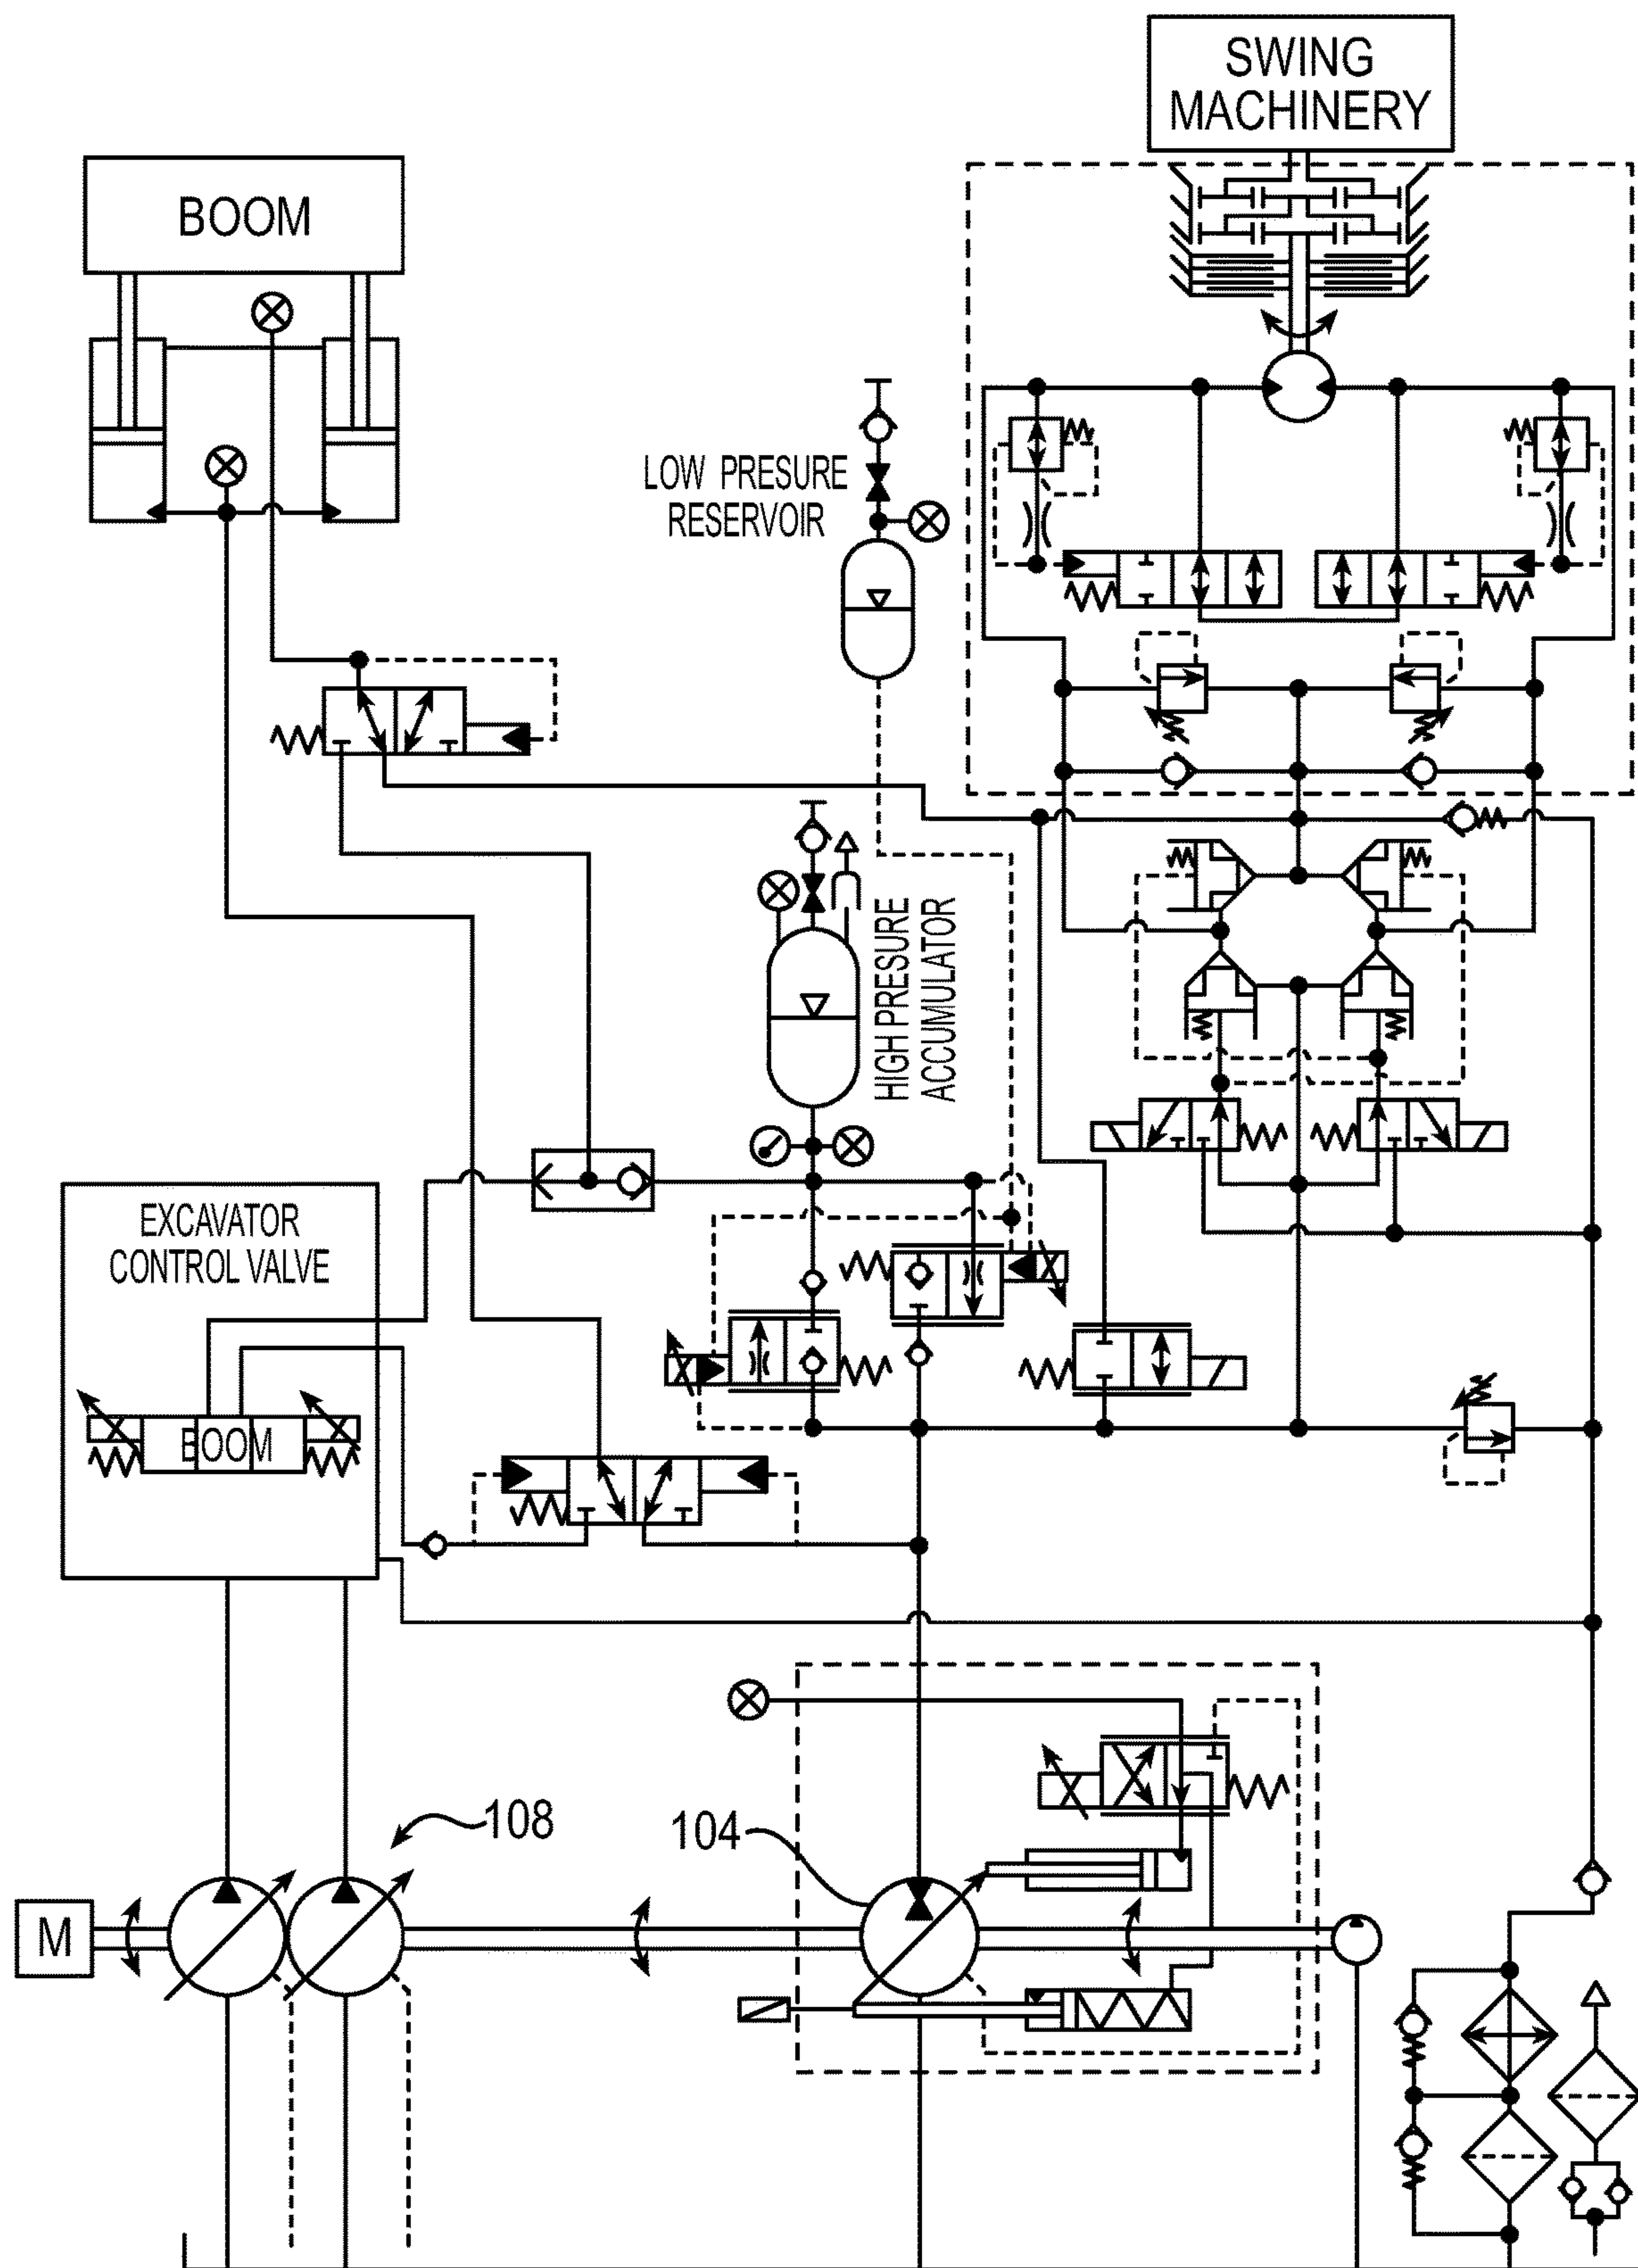 SWING
MACHINERY
BOOM
LOW PRESURE
RESERVOIR
HIGH PRESURE
ACCUMULATOR
EXCAVATOR
CONTROL VALVE
BOOM
108
104
M